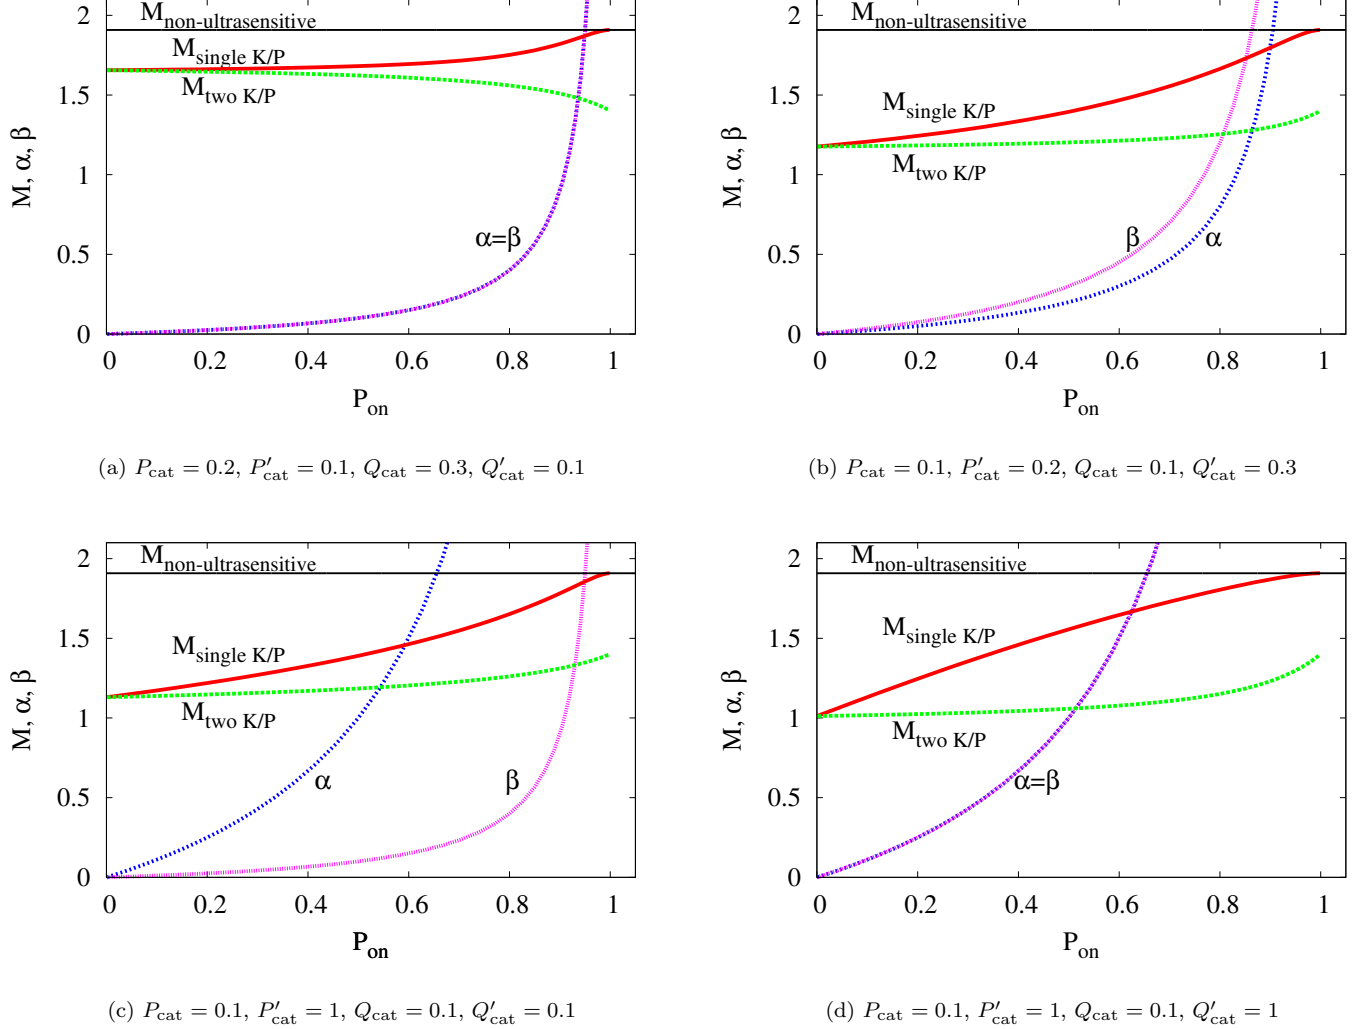 2
1.5
1
0.5
0
M, α, β
M_non-ultrasensitive
M_single K/P
M_two K/P
α=β
0 0.2 0.4 0.6 0.8 1
P_on
(a) P_cat = 0.2, P′_cat = 0.1, Q_cat = 0.3, Q′_cat = 0.1
2
1.5
1
0.5
0
M, α, β
M_non-ultrasensitive
M_single K/P
M_two K/P
β α
0 0.2 0.4 0.6 0.8 1
P_on
(b) P_cat = 0.1, P′_cat = 0.2, Q_cat = 0.1, Q′_cat = 0.3
2
1.5
1
0.5
0
M, α, β
M_non-ultrasensitive
M_single K/P
M_two K/P
α β
0 0.2 0.4 0.6 0.8 1
P_on
(c) P_cat = 0.1, P′_cat = 1, Q_cat = 0.1, Q′_cat = 0.1
2
1.5
1
0.5
0
M, α, β
M_non-ultrasensitive
M_single K/P
M_two K/P
α=β
0 0.2 0.4 0.6 0.8 1
P_on
(d) P_cat = 0.1, P′_cat = 1, Q_cat = 0.1, Q′_cat = 1